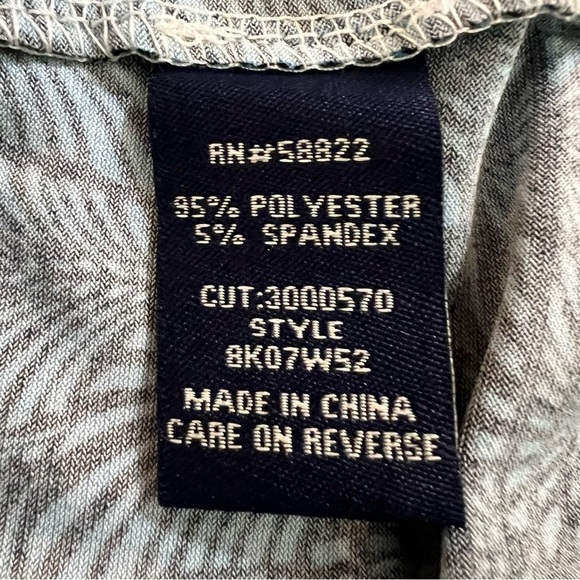 RN#58822
95% POLYESTER
5% SPANDEX
CUT:3000570
STYLE
8K07W52
MADE IN CHINA
CARE ON REVERSE